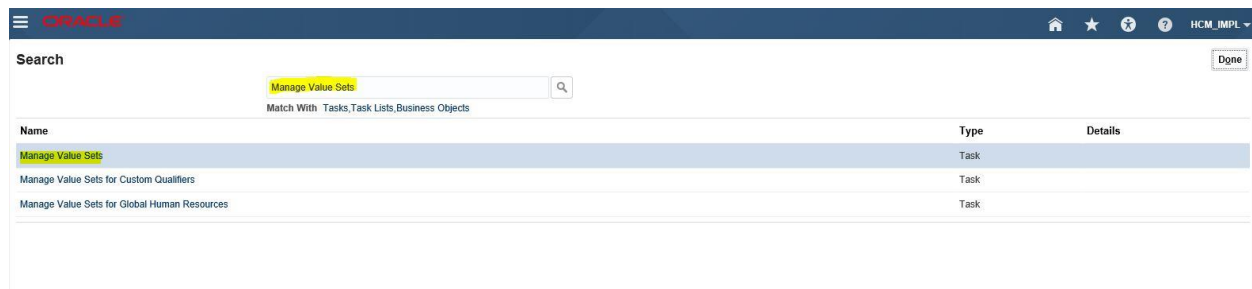 ORACLE HCM_IMPL
Search Done
Manage Value Sets
Match With Tasks,Task Lists,Business Objects
Name Type Details
Manage Value Sets Task
Manage Value Sets for Custom Qualifiers Task
Manage Value Sets for Global Human Resources Task